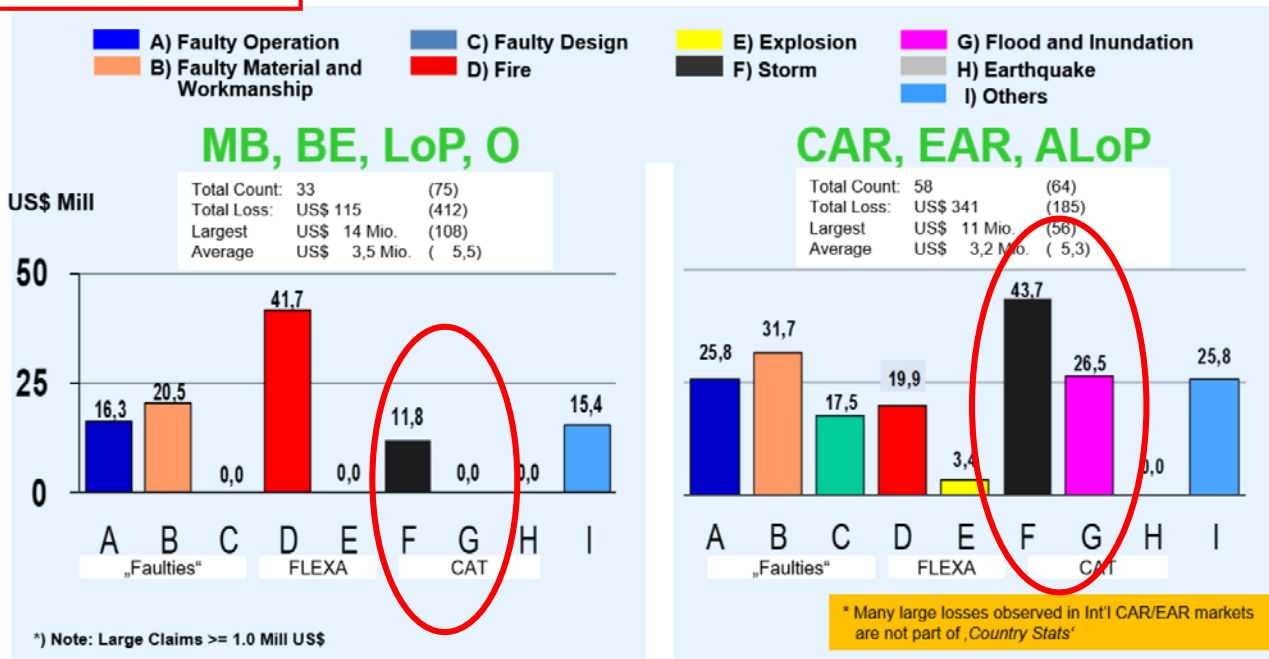 A) Faulty Operation
B) Faulty Material and
Workmanship
C) Faulty Design
D) Fire
E) Explosion
F) Storm
G) Flood and Inundation
H) Earthquake
I) Others
MB, BE, LoP, O
Total Count: 33 (75)
Total Loss: US$ 115 (412)
Largest US$ 14 Mio. (108)
Average US$ 3,5 Mio. ( 5,5)
US$ Mill
50
25
0
16,3 20,5 0,0 41,7 0,0 11,8 0,0 0,0 15,4
A B C D E F G H I
„Faulties“ FLEXA CAT
*) Note: Large Claims >= 1.0 Mill US$
CAR, EAR, ALoP
Total Count: 58 (64)
Total Loss: US$ 341 (185)
Largest US$ 11 Mio. (56)
Average US$ 3,2 Mio. ( 5,3)
25,8 31,7 17,5 19,9 3,4 43,7 26,5 0,0 25,8
A B C D E F G H I
„Faulties“ FLEXA CAT
* Many large losses observed in Int'l CAR/EAR markets
are not part of ‚Country Stats‘